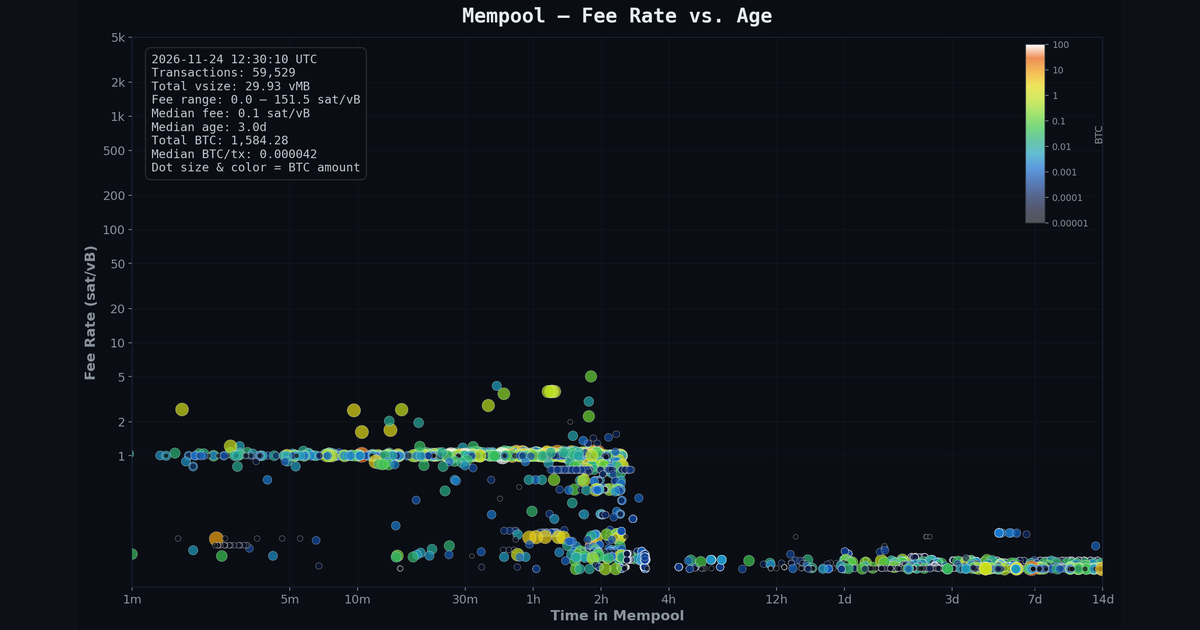 Mempool — Fee Rate vs. Age
2026-11-24 12:30:10 UTC
Transactions: 59,529
Total vsize: 29.93 vMB
Fee range: 0.0 — 151.5 sat/vB
Median fee: 0.1 sat/vB
Median age: 3.0d
Total BTC: 1,584.28
Median BTC/tx: 0.000042
Dot size & color = BTC amount
5k
2k
1k
500
200
100
50
20
10
5
2
1
Fee Rate (sat/vB)
100
10
1
0.1
0.01
0.001
0.0001
0.00001
BTC
1m 5m 10m 30m 1h 2h 4h 12h 1d 3d 7d 14d
Time in Mempool